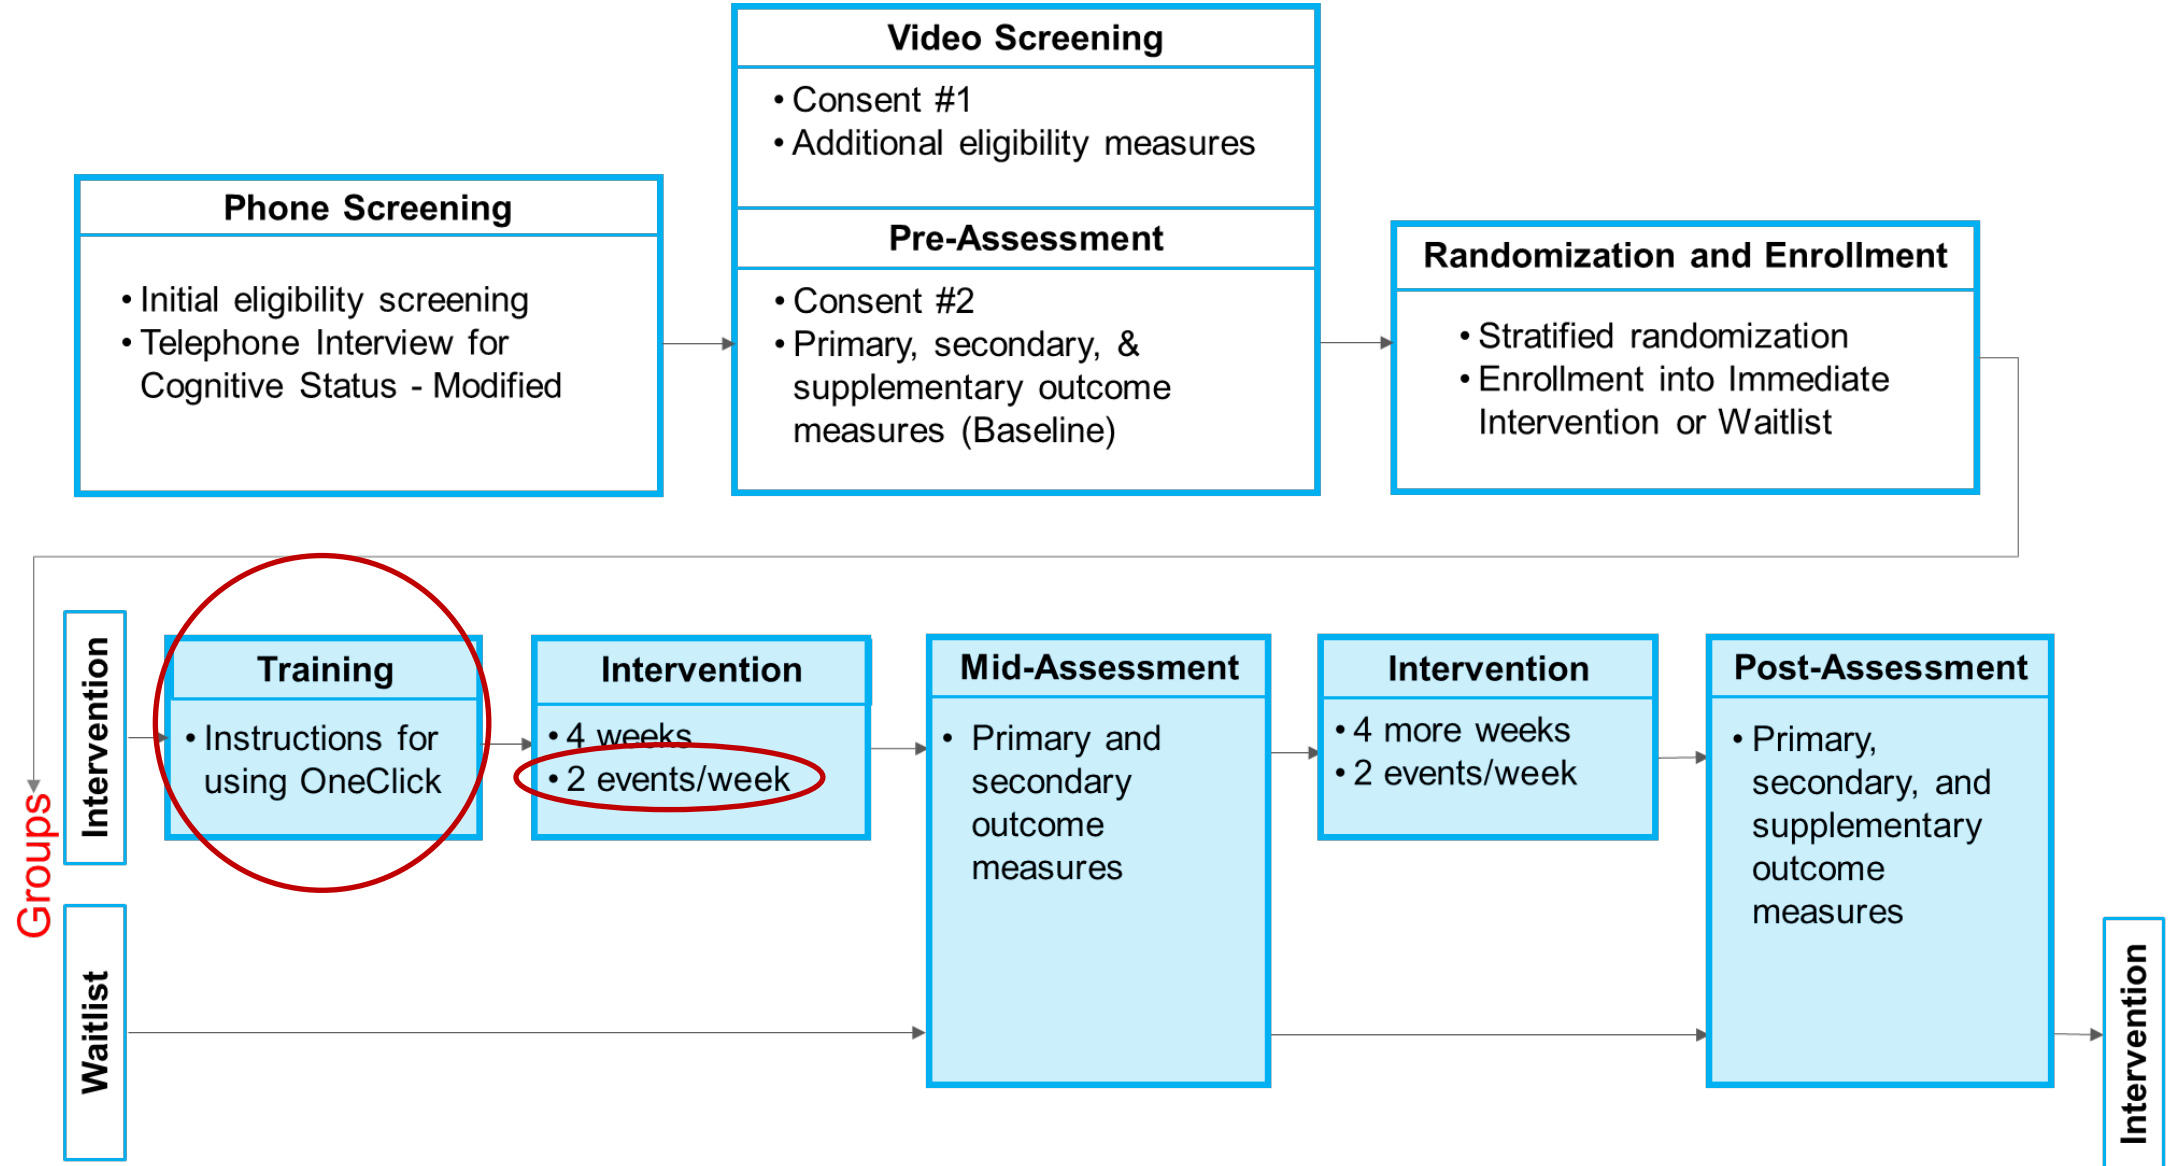 Video Screening
• Consent #1
• Additional eligibility measures
Phone Screening
• Initial eligibility screening
• Telephone Interview for
Cognitive Status - Modified
Pre-Assessment
• Consent #2
• Primary, secondary, &
supplementary outcome
measures (Baseline)
Randomization and Enrollment
• Stratified randomization
• Enrollment into Immediate
Intervention or Waitlist
Groups
Intervention
Training
• Instructions for
using OneClick
Intervention
• 4 weeks
• 2 events/week
Mid-Assessment
• Primary and
secondary
outcome
measures
Intervention
• 4 more weeks
• 2 events/week
Post-Assessment
• Primary,
secondary, and
supplementary
outcome
measures
Waitlist
Intervention